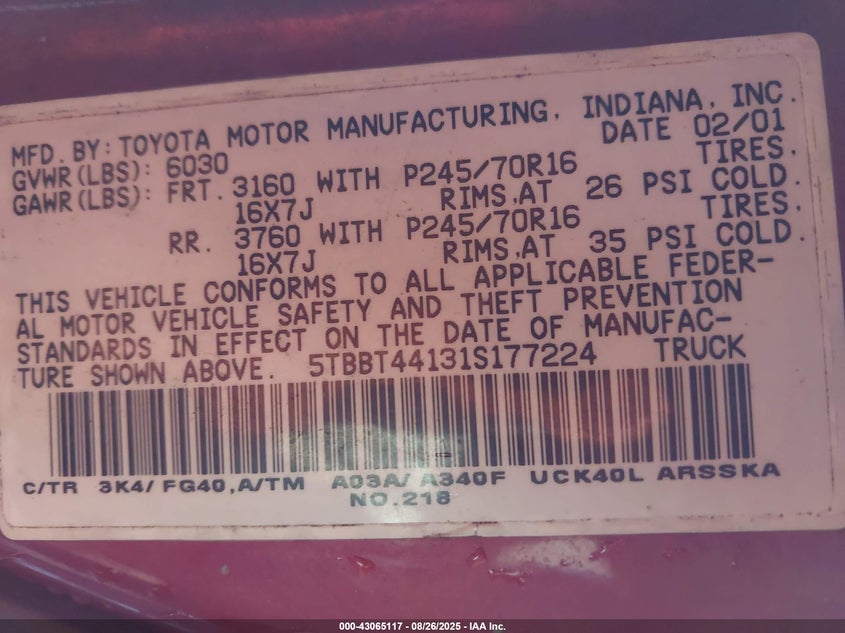 MFD. BY: TOYOTA MOTOR MANUFACTURING, INDIANA, INC.
GVWR(LBS): 6030 DATE 02/01
GAWR(LBS): FRT. 3160 WITH P245/70R16 TIRES,
16X7J RIMS,AT 26 PSI COLD.
RR. 3760 WITH P245/70R16 TIRES,
16X7J RIMS,AT 35 PSI COLD.
THIS VEHICLE CONFORMS TO ALL APPLICABLE FEDER-
AL MOTOR VEHICLE SAFETY AND THEFT PREVENTION
STANDARDS IN EFFECT ON THE DATE OF MANUFAC-
TURE SHOWN ABOVE. 5TBBT44131S177224 TRUCK
C/TR 3K4/ FG40,A/TM A03A/ A340F UCK40L ARSSKA
NO.218
000-43065117 - 08/26/2025 - IAA Inc.